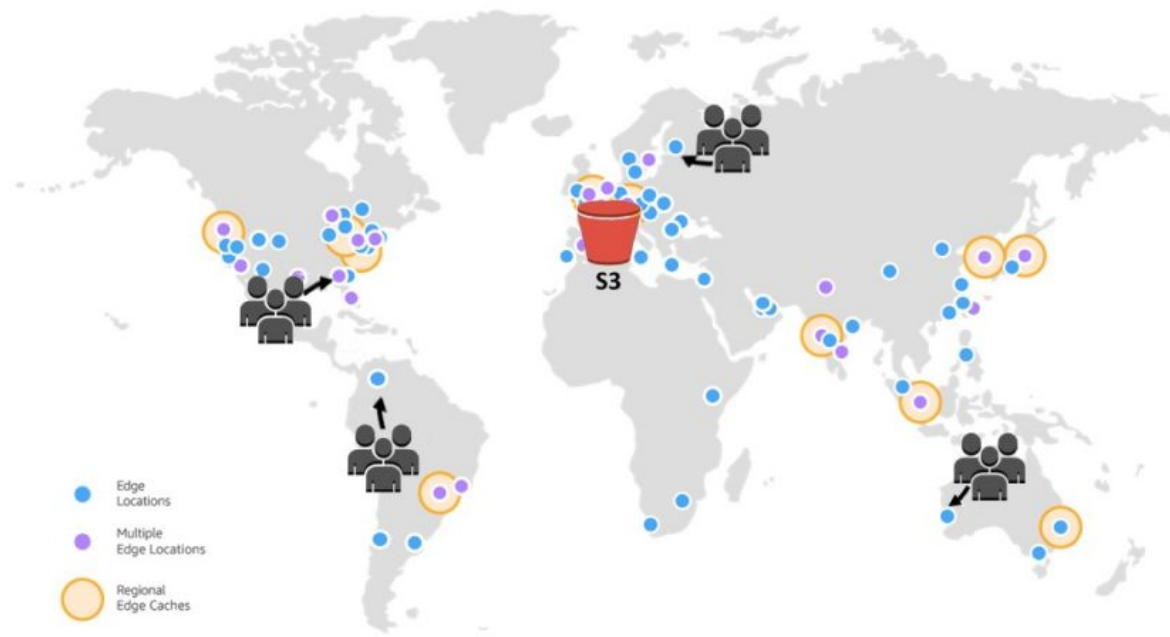 S3
Edge
Locations
Multiple
Edge Locations
Regional
Edge Caches